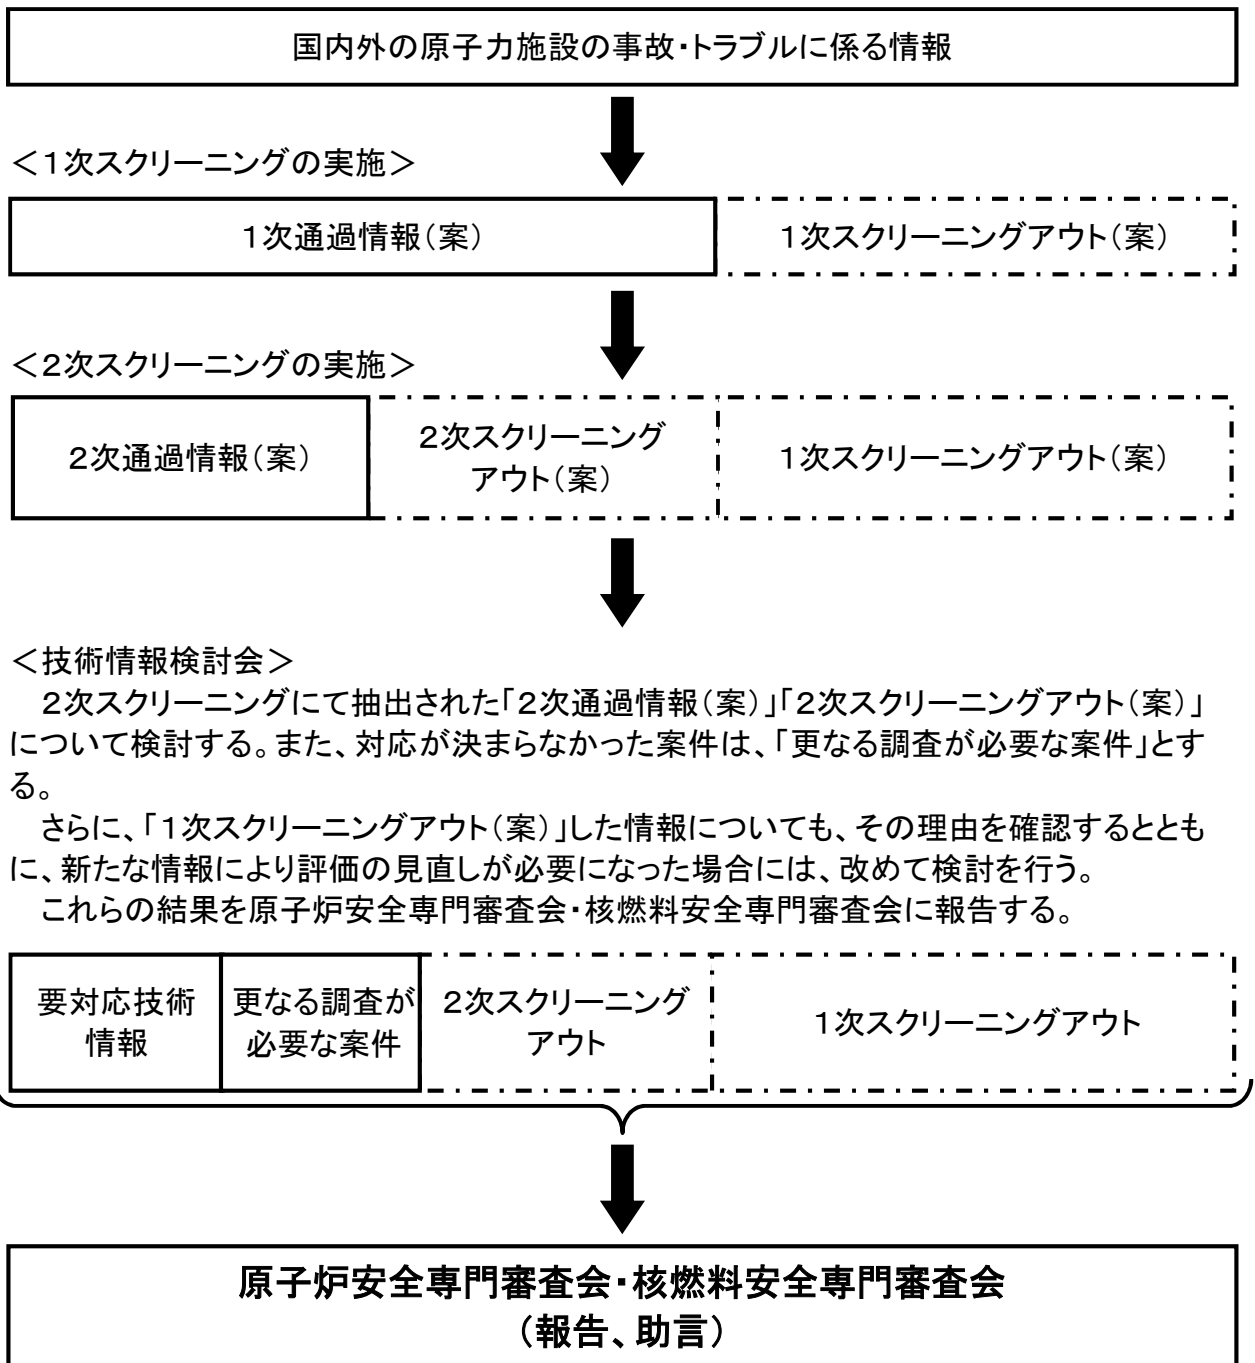 国内外の原子力施設の事故・トラブルに係る情報
＜１次スクリーニングの実施＞
１次通過情報（案）
１次スクリーニングアウト（案）
＜２次スクリーニングの実施＞
２次通過情報（案）
２次スクリーニング
アウト（案）
１次スクリーニングアウト（案）
＜技術情報検討会＞
　２次スクリーニングにて抽出された「２次通過情報（案）」「２次スクリーニングアウト（案）」
について検討する。また、対応が決まらなかった案件は、「更なる調査が必要な案件」とす
る。
　さらに、「１次スクリーニングアウト（案）」した情報についても、その理由を確認するととも
に、新たな情報により評価の見直しが必要になった場合には、改めて検討を行う。
　これらの結果を原子炉安全専門審査会・核燃料安全専門審査会に報告する。
要対応技術
情報
更なる調査が
必要な案件
２次スクリーニング
アウト
１次スクリーニングアウト
原子炉安全専門審査会・核燃料安全専門審査会
（報告、助言）